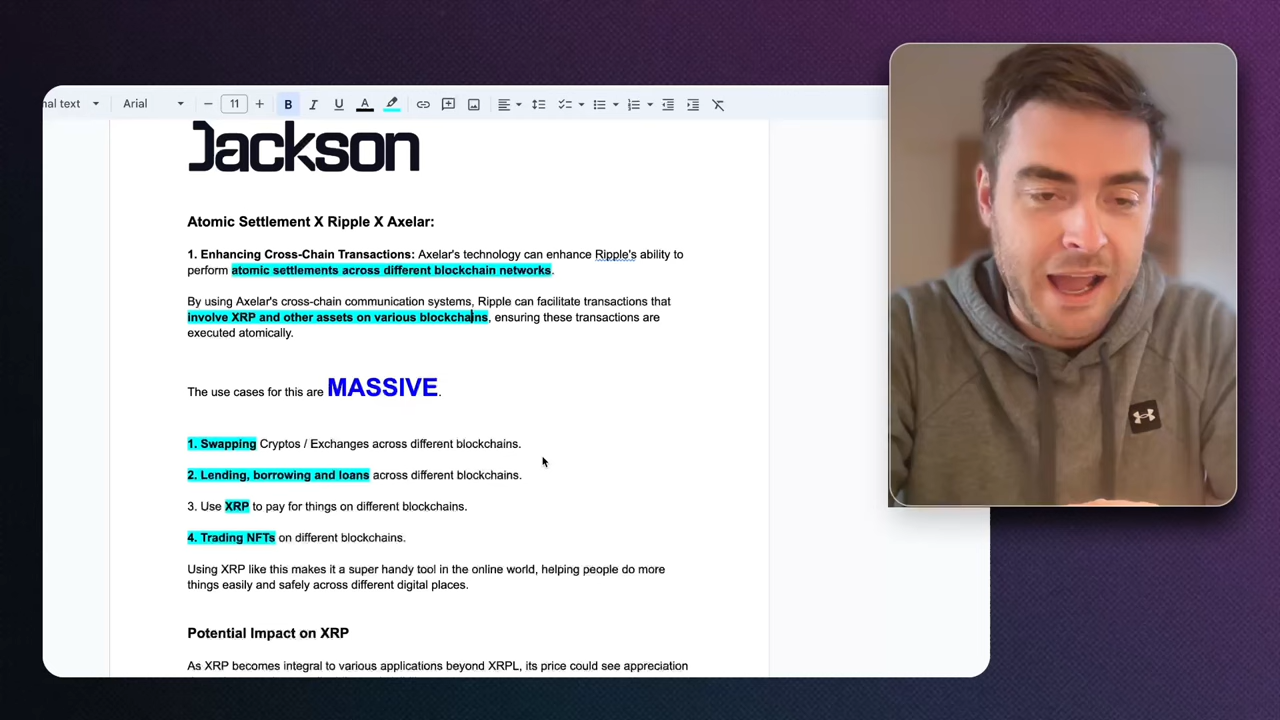 nal text
Arial
11
B
I
U
A
Jackson
Atomic Settlement X Ripple X Axelar:
1. Enhancing Cross-Chain Transactions: Axelar's technology can enhance Ripple's ability to
perform atomic settlements across different blockchain networks.
By using Axelar's cross-chain communication systems, Ripple can facilitate transactions that
involve XRP and other assets on various blockchains, ensuring these transactions are
executed atomically.
The use cases for this are MASSIVE.
1. Swapping Cryptos / Exchanges across different blockchains.
2. Lending, borrowing and loans across different blockchains.
3. Use XRP to pay for things on different blockchains.
4. Trading NFTs on different blockchains.
Using XRP like this makes it a super handy tool in the online world, helping people do more
things easily and safely across different digital places.
Potential Impact on XRP
As XRP becomes integral to various applications beyond XRPL, its price could see appreciation